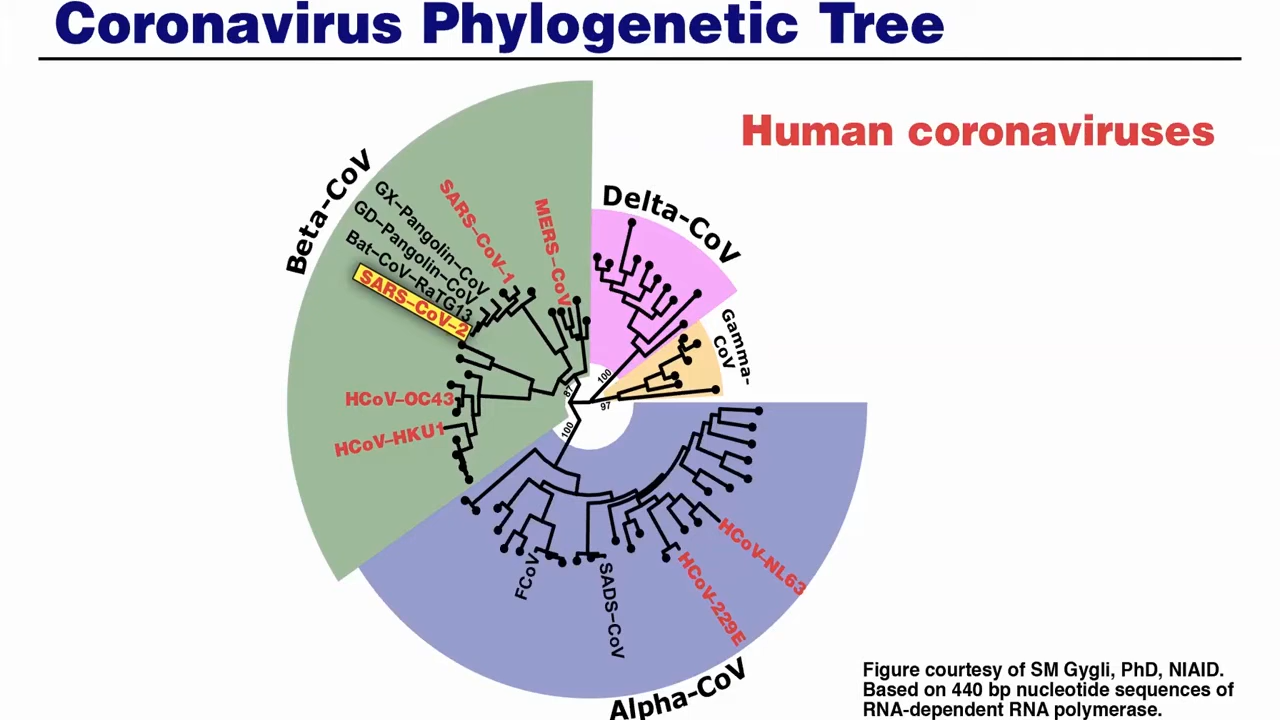 Coronavirus Phylogenetic Tree
Human coronaviruses
Beta-CoV
GX-Pangolin-CoV
GD-Pangolin-CoV
Bat-CoV-RaTG13
SARS-CoV-2
SARS-CoV-1
MERS-CoV
Delta-CoV
Gamma-
CoV
HCoV-OC43
HCoV-HKU1
87
100
97
100
FCoV
SADS-CoV
HCoV-229E
HCoV-NL63
Alpha-CoV
Figure courtesy of SM Gygli, PhD, NIAID.
Based on 440 bp nucleotide sequences of
RNA-dependent RNA polymerase.